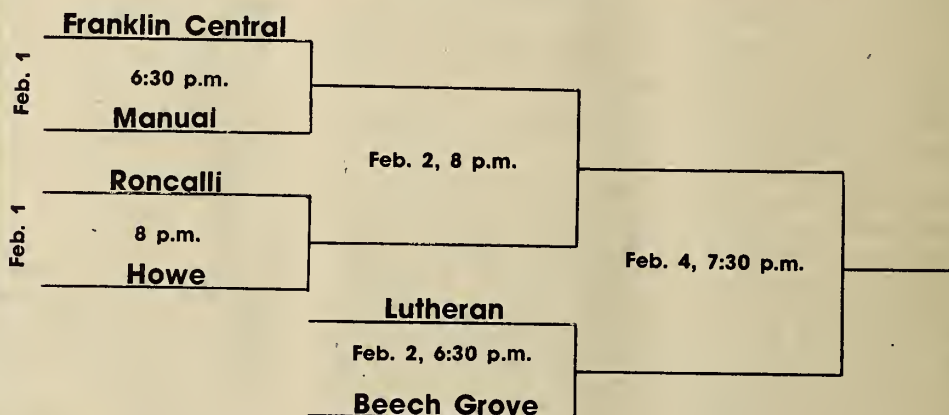 Franklin Central
Feb. 1
6:30 p.m.
Manual
Feb. 2, 8 p.m.
Roncalli
Feb. 1
8 p.m.
Howe
Feb. 4, 7:30 p.m.
Lutheran
Feb. 2, 6:30 p.m.
Beech Grove